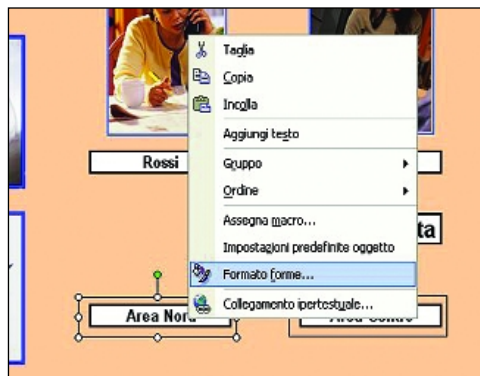 Taglia
Copia
Incolla
Aggiungi testo
Rossi
Gruppo
Ordine
Assegna macro...
ta
Impostazioni predefinite oggetto
Formato forme...
Collegamento ipertestuale...
Area Nord
Area Centro